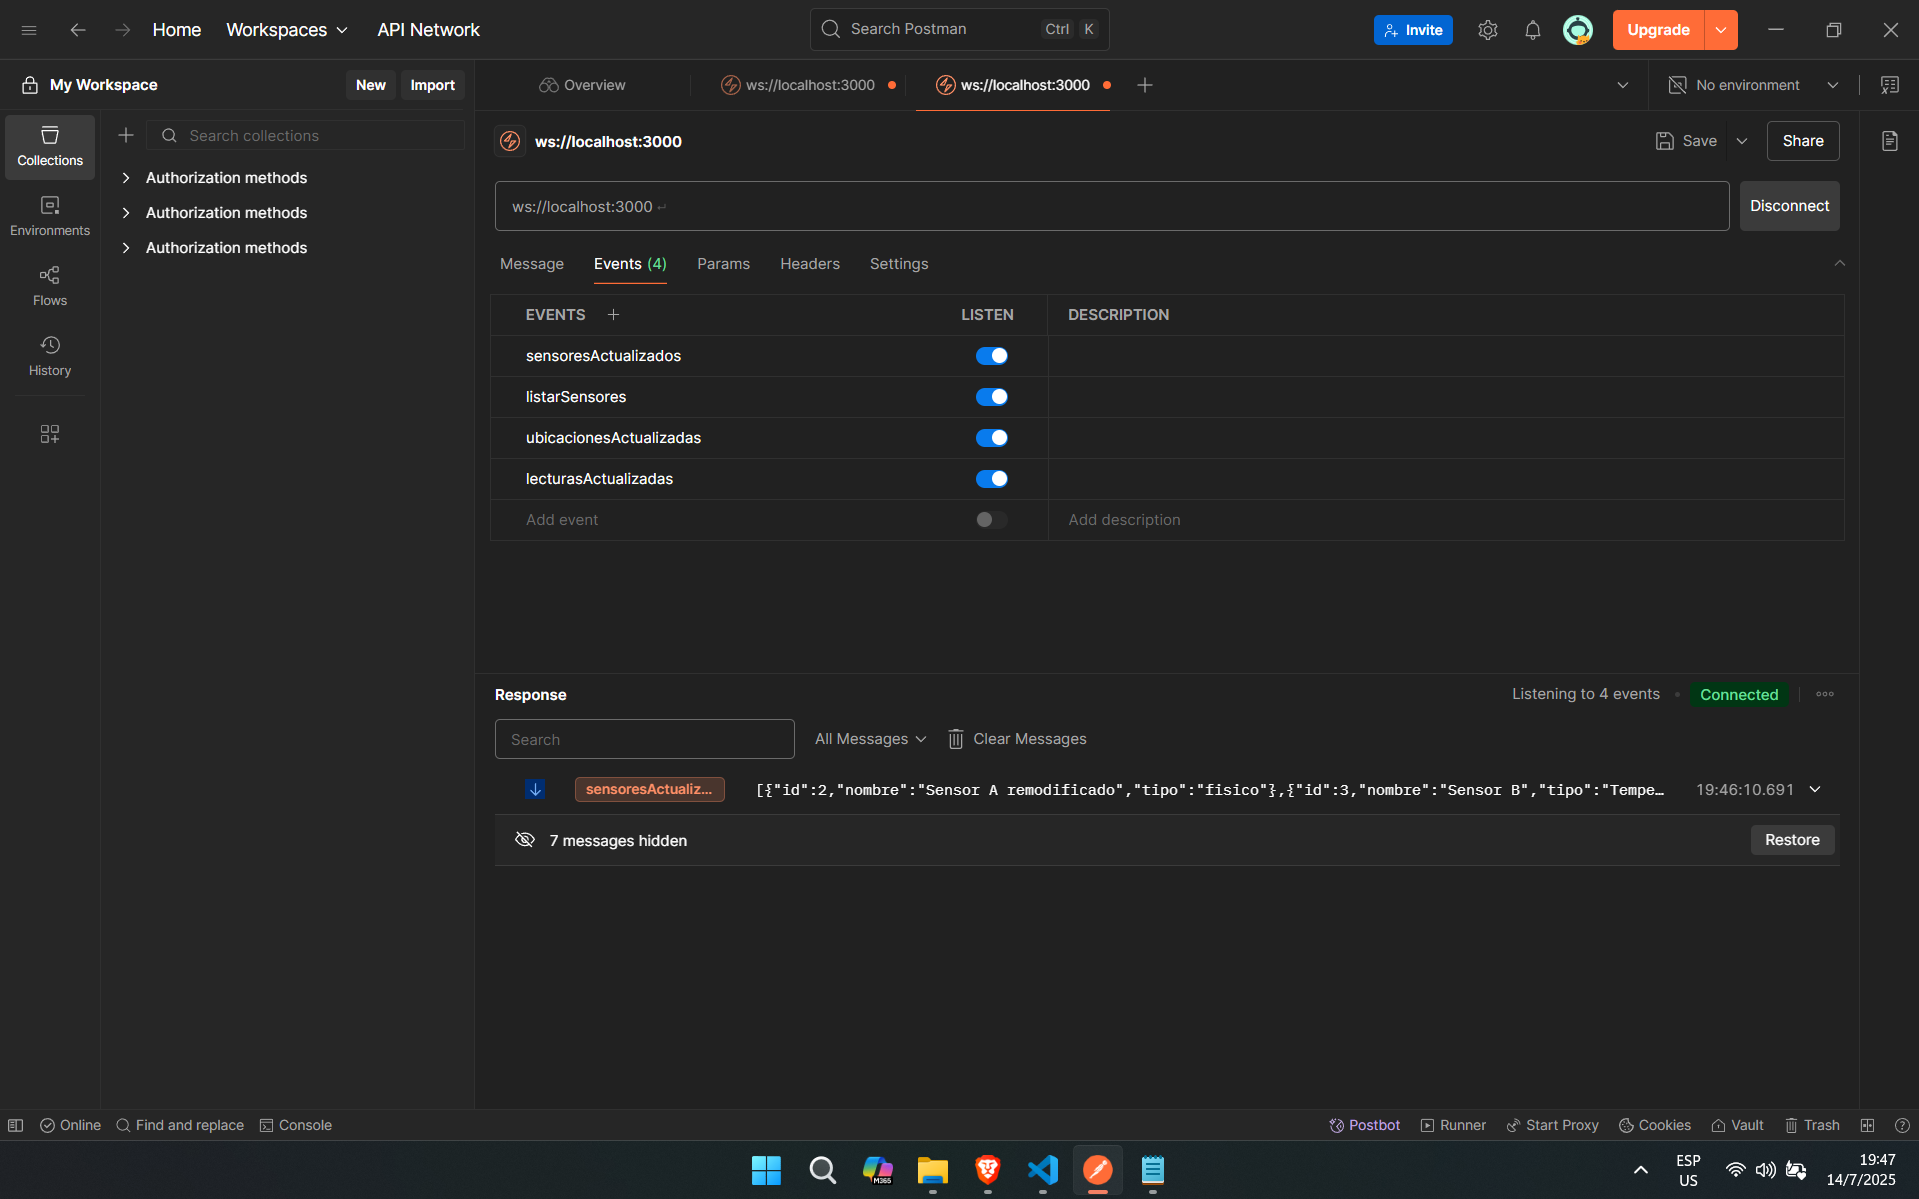 Home Workspaces API Network Search Postman Ctrl K Invite Upgrade
My Workspace New Import Overview ws://localhost:3000 ws://localhost:3000 No environment
Collections
Environments
Flows
History
Search collections
Authorization methods
Authorization methods
Authorization methods
ws://localhost:3000 Save Share
ws://localhost:3000 Disconnect
Message Events (4) Params Headers Settings
EVENTS LISTEN DESCRIPTION
sensoresActualizados
listarSensores
ubicacionesActualizadas
lecturasActualizadas
Add event Add description
Response Listening to 4 events Connected
Search All Messages Clear Messages
sensoresActualiz... [{"id":2,"nombre":"Sensor A remodificado","tipo":"fisico"},{"id":3,"nombre":"Sensor B","tipo":"Tempe… 19:46:10.691
7 messages hidden Restore
Online Find and replace Console Postbot Runner Start Proxy Cookies Vault Trash
M365
ESP
US
19:47
14/7/2025